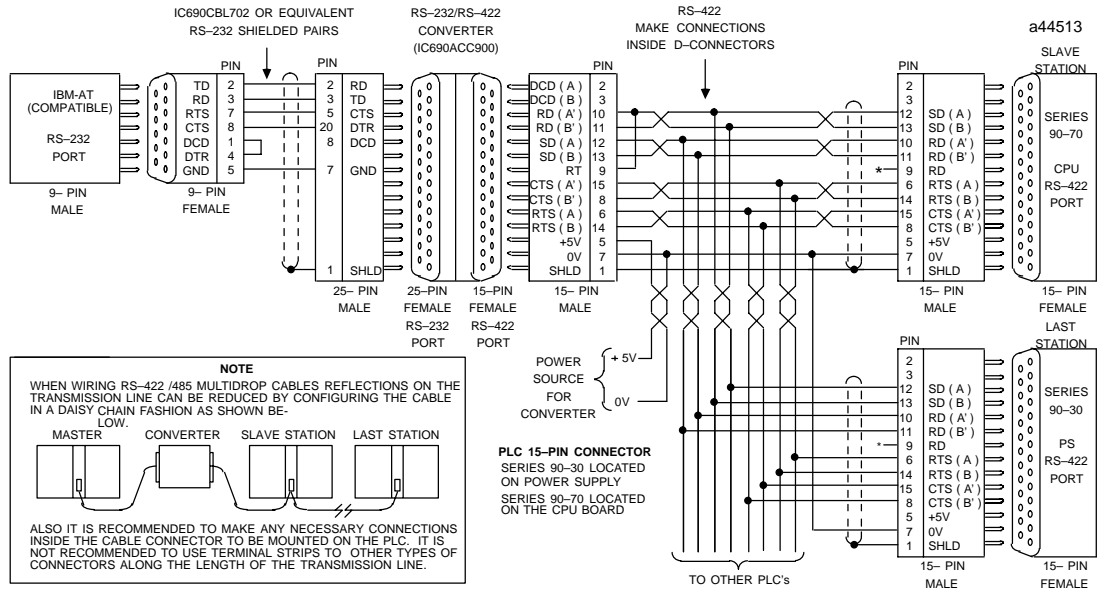 IC690CBL702 OR EQUIVALENT
RS–232 SHIELDED PAIRS
RS–232/RS–422
CONVERTER
(IC690ACC900)
RS–422
MAKE CONNECTIONS
INSIDE D–CONNECTORS
a44513
SLAVE
STATION
IBM–AT
(COMPATIBLE)
RS–232
PORT
9– PIN
MALE
PIN
TD 2
RD 3
RTS 7
CTS 8
DCD 1
DTR 4
GND 5
9– PIN
FEMALE
PIN
2 RD
3 TD
5 CTS
20 DTR
8 DCD
7 GND
1 SHLD
25– PIN
MALE
25–PIN
FEMALE
RS–232
PORT
15–PIN
FEMALE
RS–422
PORT
PIN
DCD ( A ) 2
DCD ( B ) 3
RD ( A' ) 10
RD ( B' ) 11
SD ( A ) 12
SD ( B ) 13
RT 9
CTS ( A' ) 15
CTS ( B' ) 8
RTS ( A ) 6
RTS ( B ) 14
+5V 5
0V 7
SHLD 1
15– PIN
MALE
PIN
2
3
12 SD ( A )
13 SD ( B )
10 RD ( A' )
11 RD ( B' )
* 9 RD
6 RTS ( A )
14 RTS ( B )
15 CTS ( A' )
8 CTS ( B' )
5 +5V
7 0V
1 SHLD
15– PIN
MALE
SERIES
90–70
CPU
RS–422
PORT
15– PIN
FEMALE
LAST
STATION
POWER
SOURCE
FOR
CONVERTER
+ 5V
0V
PIN
2
3
12 SD ( A )
13 SD ( B )
10 RD ( A' )
11 RD ( B' )
* 9 RD
6 RTS ( A )
14 RTS ( B )
15 CTS ( A' )
8 CTS ( B' )
5 +5V
7 0V
1 SHLD
15– PIN
MALE
SERIES
90–30
PS
RS–422
PORT
15– PIN
FEMALE
NOTE
WHEN WIRING RS–422 /485 MULTIDROP CABLES REFLECTIONS ON THE
TRANSMISSION LINE CAN BE REDUCED BY CONFIGURING THE CABLE
IN A DAISY CHAIN FASHION AS SHOWN BE-
LOW.
MASTER CONVERTER SLAVE STATION LAST STATION
ALSO IT IS RECOMMENDED TO MAKE ANY NECESSARY CONNECTIONS
INSIDE THE CABLE CONNECTOR TO BE MOUNTED ON THE PLC. IT IS
NOT RECOMMENDED TO USE TERMINAL STRIPS TO OTHER TYPES OF
CONNECTORS ALONG THE LENGTH OF THE TRANSMISSION LINE.
PLC 15–PIN CONNECTOR
SERIES 90–30 LOCATED
ON POWER SUPPLY
SERIES 90–70 LOCATED
ON THE CPU BOARD
TO OTHER PLC's